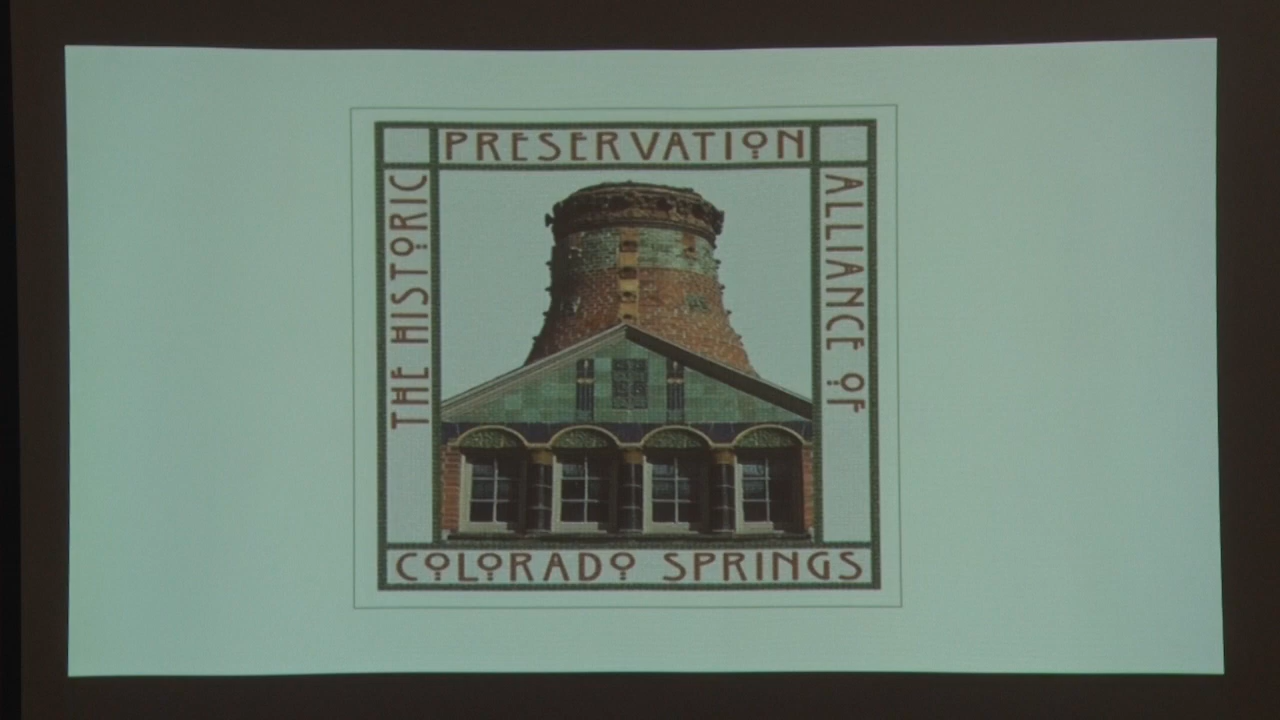 THE HISTORIC
PRESERVATION
ALLIANCE OF
COLORADO SPRINGS